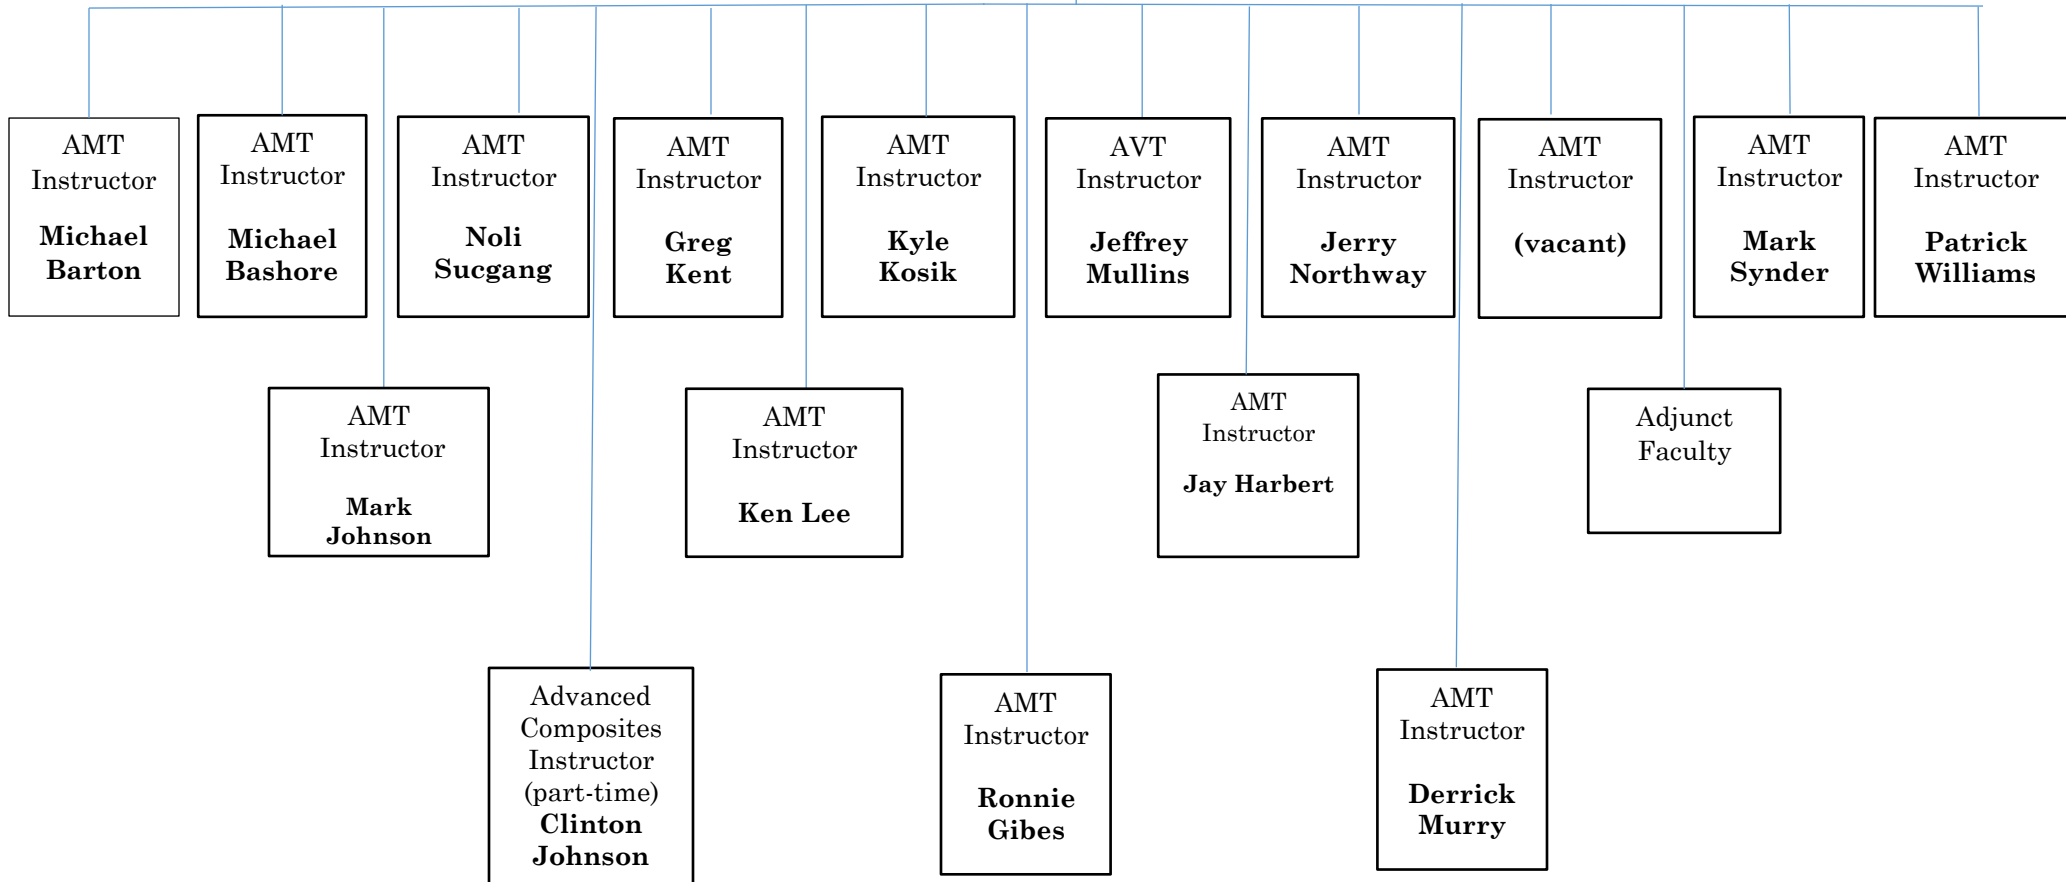 AMT
Instructor
Michael
Barton
AMT
Instructor
Michael
Bashore
AMT
Instructor
Noli
Sucgang
AMT
Instructor
Greg
Kent
AMT
Instructor
Kyle
Kosik
AVT
Instructor
Jeffrey
Mullins
AMT
Instructor
Jerry
Northway
AMT
Instructor
(vacant)
AMT
Instructor
Mark
Synder
AMT
Instructor
Patrick
Williams
AMT
Instructor
Mark
Johnson
AMT
Instructor
Ken Lee
AMT
Instructor
Jay Harbert
Adjunct
Faculty
Advanced
Composites
Instructor
(part-time)
Clinton
Johnson
AMT
Instructor
Ronnie
Gibes
AMT
Instructor
Derrick
Murry